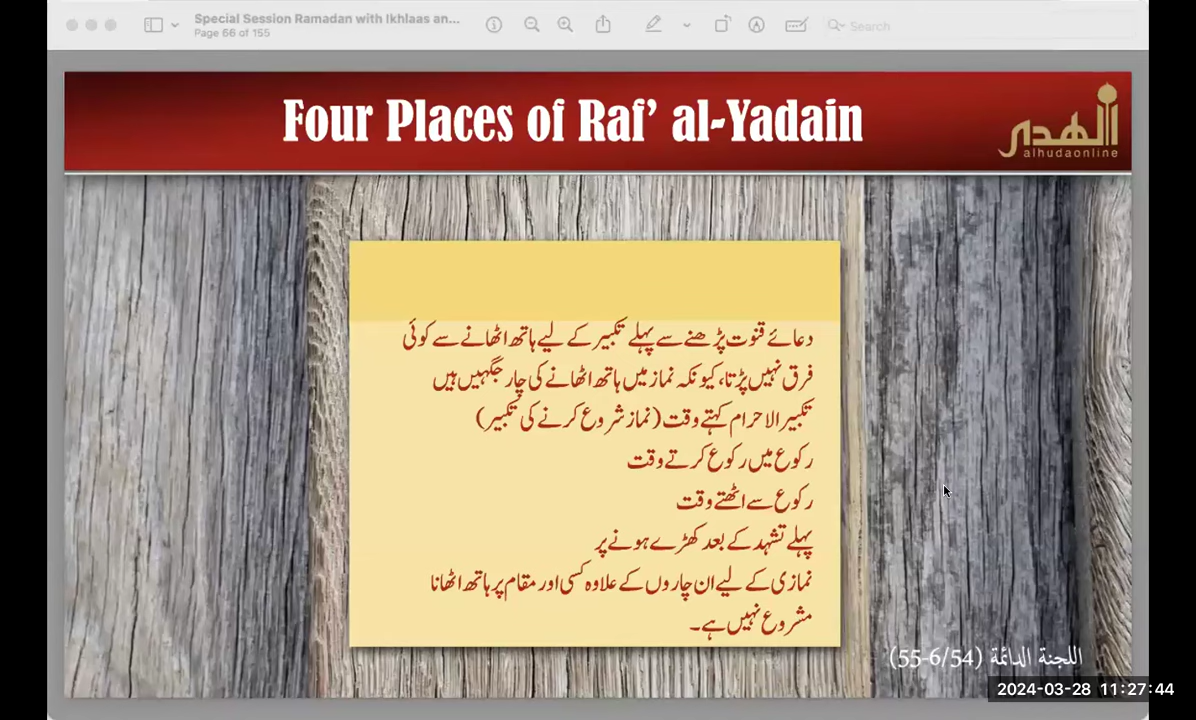 Special Session Ramadan with Ikhlaas an...
Page 66 of 155
Search
Four Places of Raf' al-Yadain
الهدى
alhudaonline
دعائے قنوت پڑھنے سے پہلے تکبیر کے لیے ہاتھ اٹھانے سے کوئی
فرق نہیں پڑتا، کیونکہ نماز میں ہاتھ اٹھانے کی چار جگہیں ہیں
تکبیر الاحرام کہتے وقت (نماز شروع کرنے کی تکبیر)
رکوع میں رکوع کرتے وقت
رکوع سے اٹھتے وقت
پہلے تشہد کے بعد کھڑے ہونے پر
نمازی کے لیے ان چاروں کے علاوہ کسی اور مقام پر ہاتھ اٹھانا
مشروع نہیں ہے۔
اللجنة الدائمة (55-6/54)
2024-03-28 11:27:44